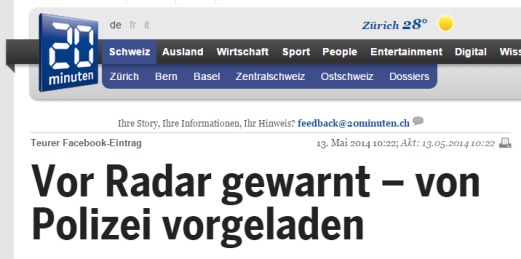 de fr it
Zürich 28°
20
minuten
Schweiz Ausland Wirtschaft Sport People Entertainment Digital Wiss
Zürich Bern Basel Zentralschweiz Ostschweiz Dossiers
Ihre Story, Ihre Informationen, Ihr Hinweis? feedback@20minuten.ch
Teurer Facebook-Eintrag 13. Mai 2014 10:22; Akt: 13.05.2014 10:22
Vor Radar gewarnt – von
Polizei vorgeladen